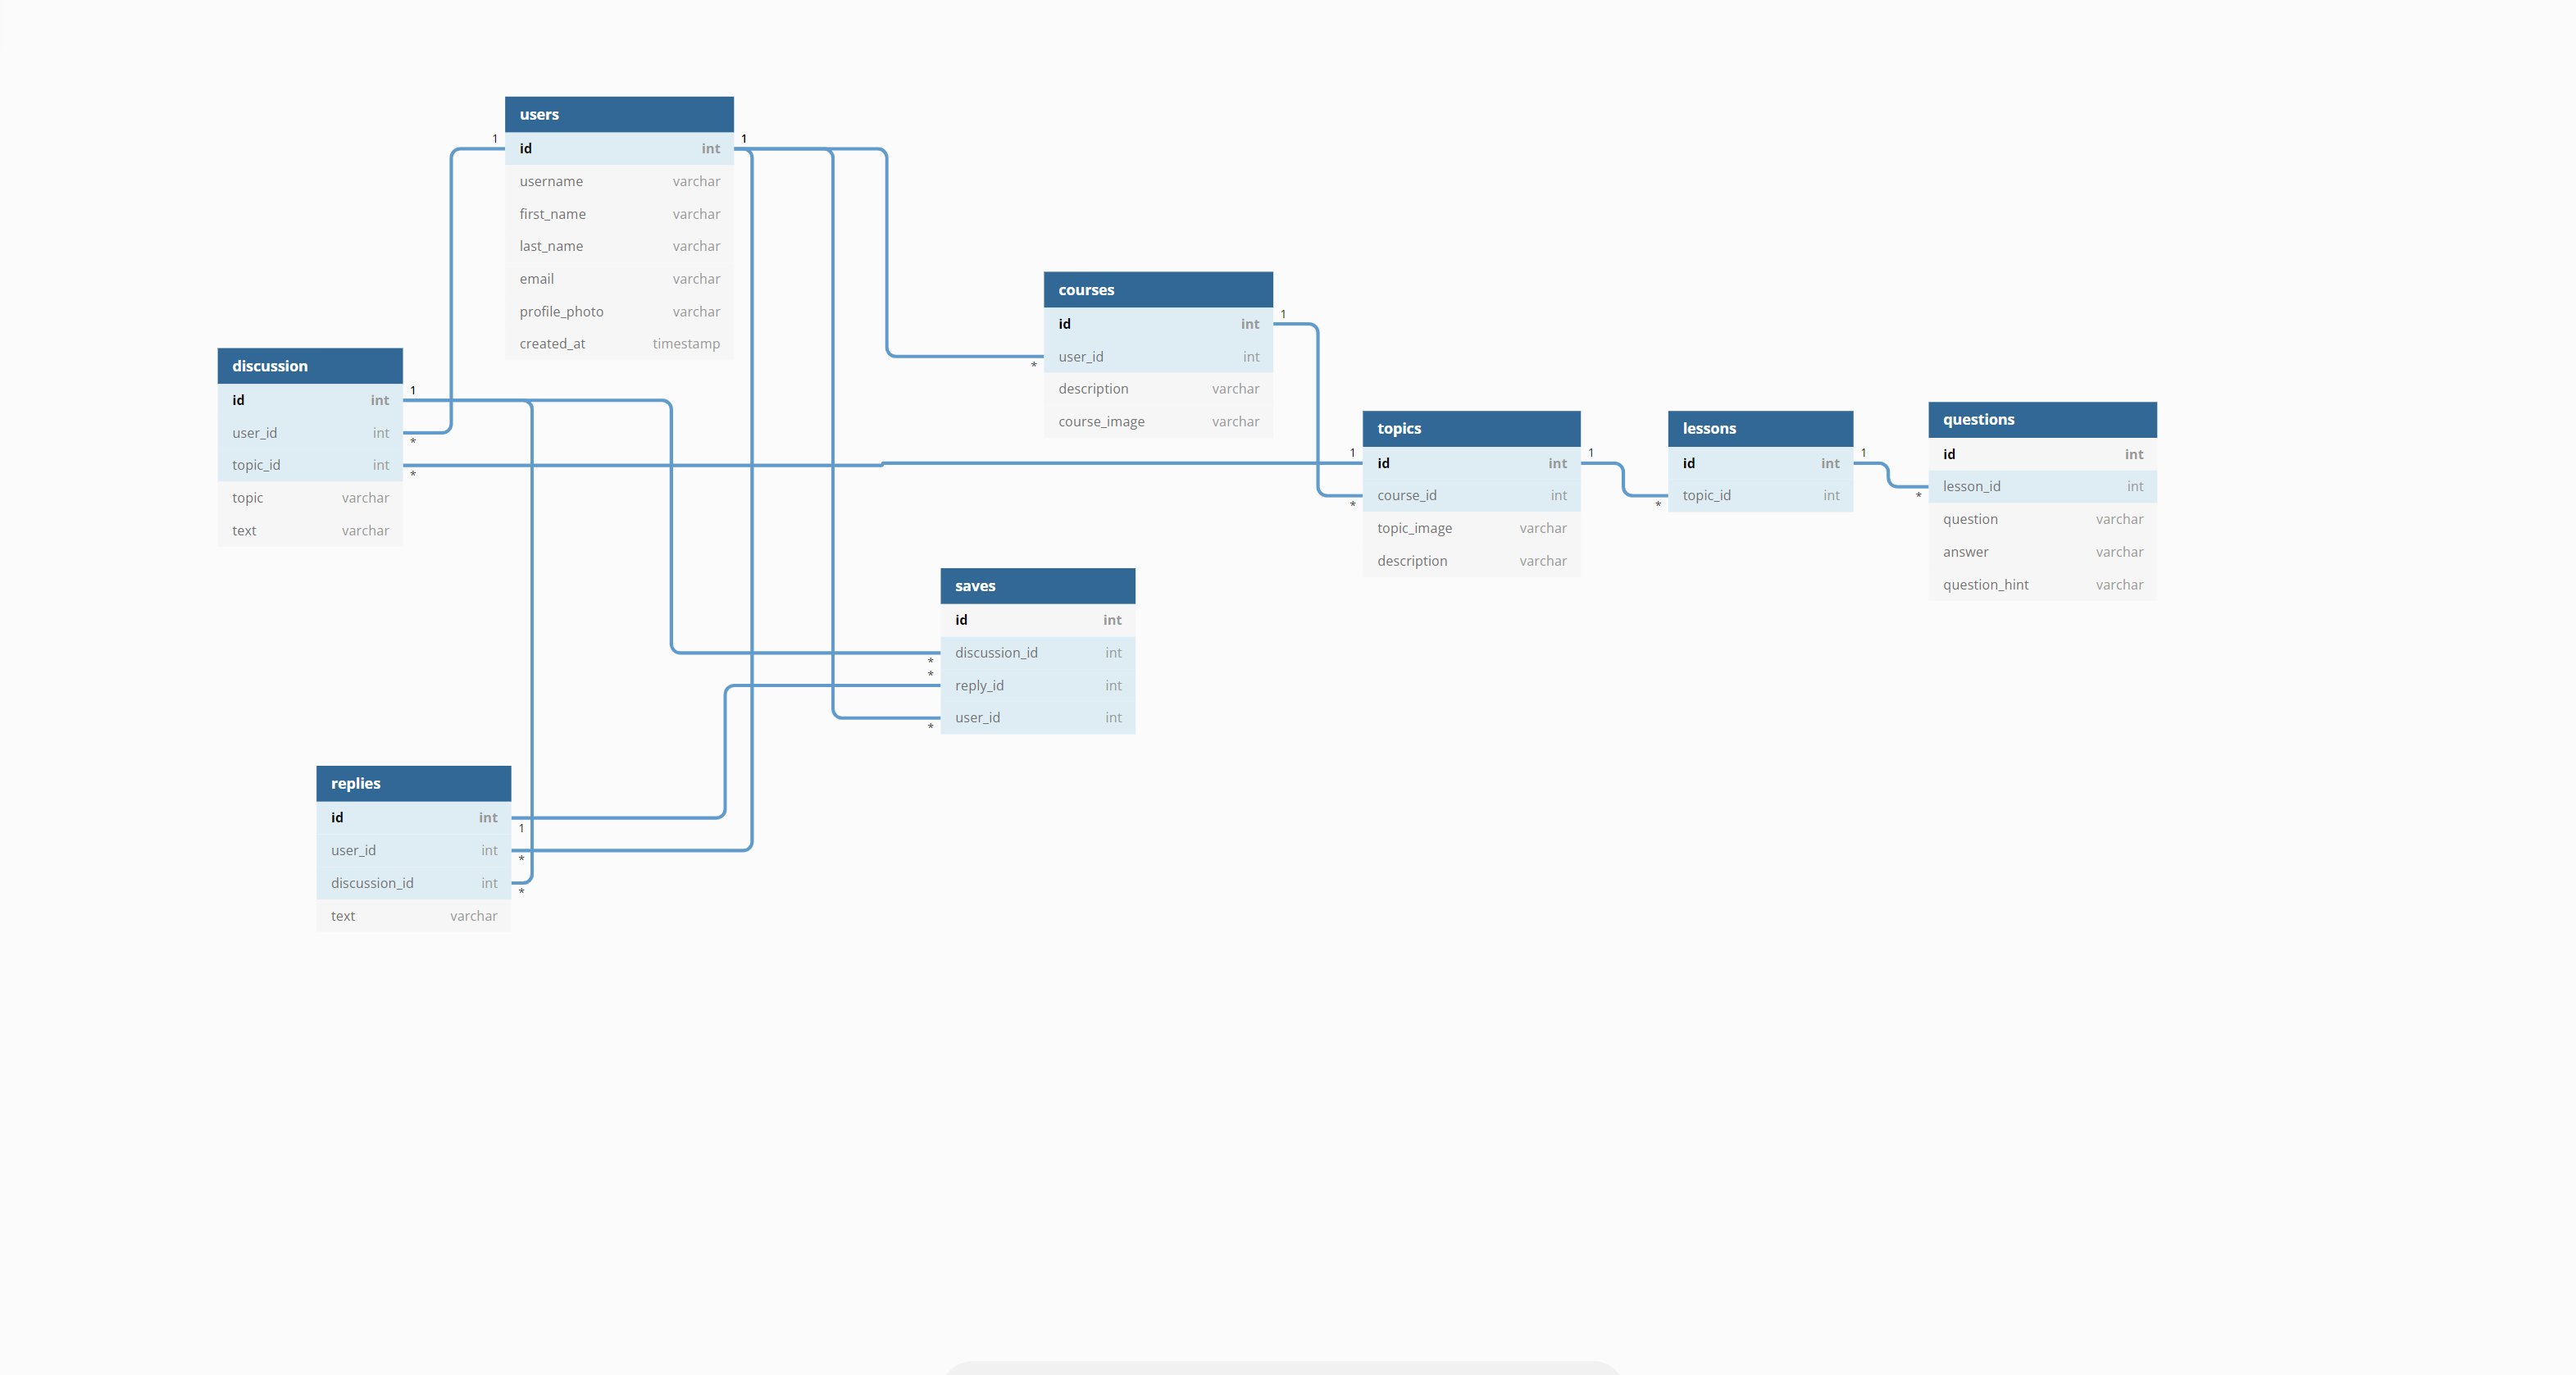 users
1
id int
1
username varchar
first_name varchar
last_name varchar
email varchar
profile_photo varchar
created_at timestamp
discussion
id int
1
user_id int
*
topic_id int
*
topic varchar
text varchar
courses
id int
1
user_id int
*
description varchar
course_image varchar
topics
1
id int
1
course_id int
*
topic_image varchar
description varchar
lessons
id int
1
topic_id int
*
questions
id int
lesson_id int
*
question varchar
answer varchar
question_hint varchar
saves
id int
discussion_id int
*
*
reply_id int
user_id int
*
replies
id int
1
user_id int
*
discussion_id int
*
text varchar